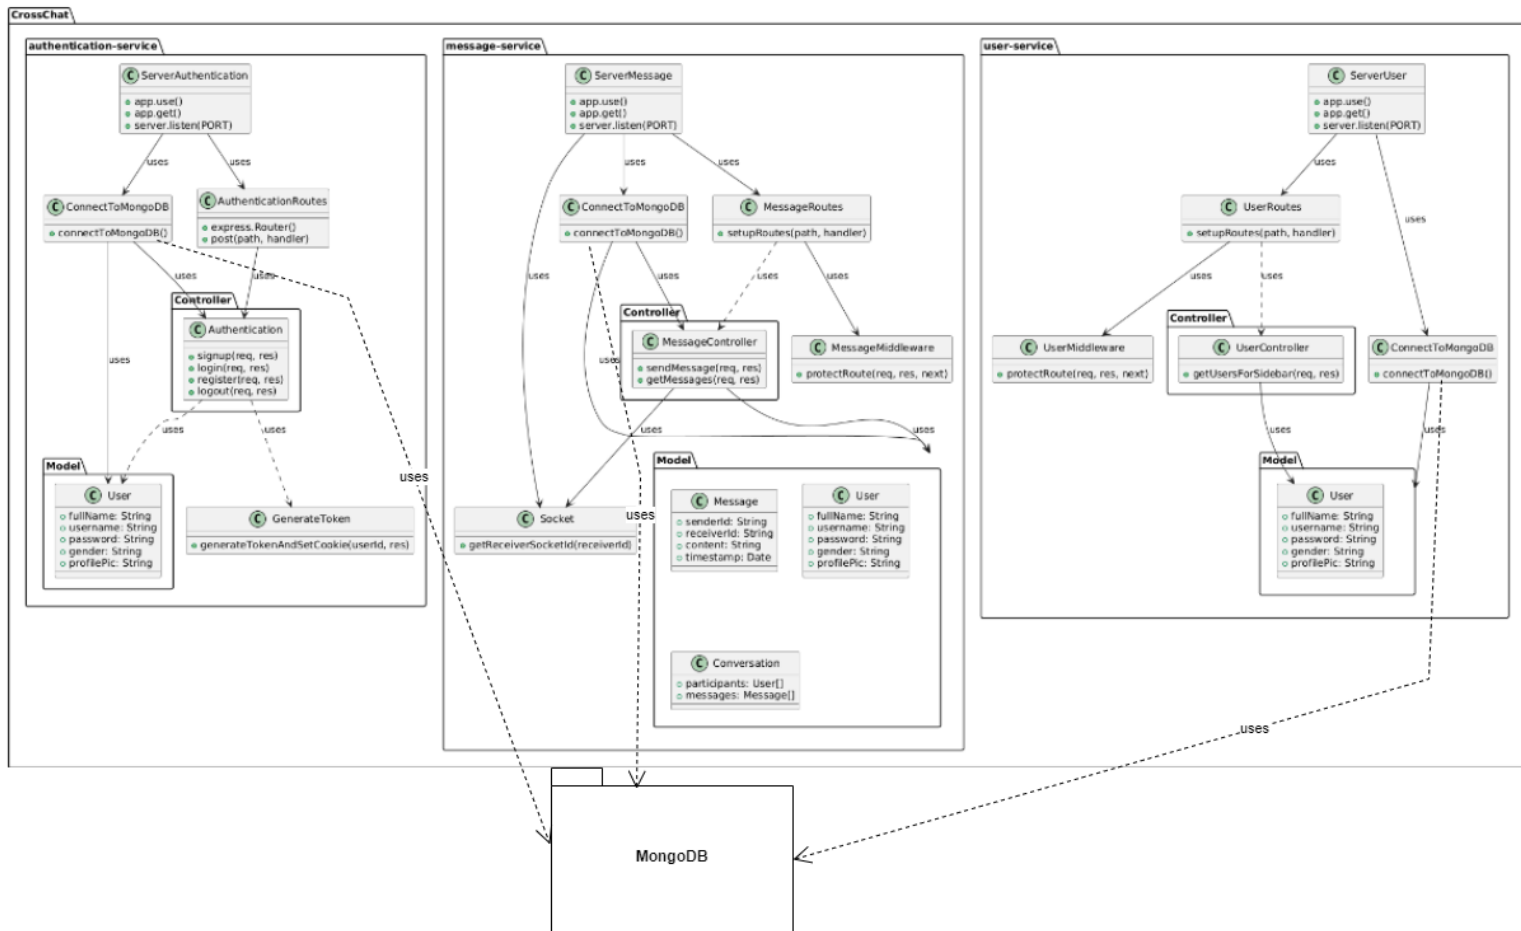 CrossChat
authentication-service
C ServerAuthentication
app.use()
app.get()
server.listen(PORT)
uses
uses
C ConnectToMongoDB
connectToMongoDB()
C AuthenticationRoutes
express.Router()
post(path, handler)
uses
uses
uses
Controller
C Authentication
signup(req, res)
login(req, res)
register(req, res)
logout(req, res)
uses
uses
Model
C User
fullName: String
username: String
password: String
gender: String
profilePic: String
C GenerateToken
generateTokenAndSetCookie(userId, res)
uses
message-service
C ServerMessage
app.use()
app.get()
server.listen(PORT)
uses
uses
uses
C ConnectToMongoDB
connectToMongoDB()
C MessageRoutes
setupRoutes(path, handler)
uses
uses
uses
uses
Controller
C MessageController
sendMessage(req, res)
getMessages(req, res)
C MessageMiddleware
protectRoute(req, res, next)
uses
uses
C Socket
getReceiverSocketId(receiverId)
uses
Model
C Message
senderId: String
receiverId: String
content: String
timestamp: Date
C User
fullName: String
username: String
password: String
gender: String
profilePic: String
C Conversation
participants: User[]
messages: Message[]
user-service
C ServerUser
app.use()
app.get()
server.listen(PORT)
uses
uses
C UserRoutes
setupRoutes(path, handler)
uses
uses
C UserMiddleware
protectRoute(req, res, next)
Controller
C UserController
getUsersForSidebar(req, res)
C ConnectToMongoDB
connectToMongoDB()
uses
uses
Model
C User
fullName: String
username: String
password: String
gender: String
profilePic: String
uses
MongoDB